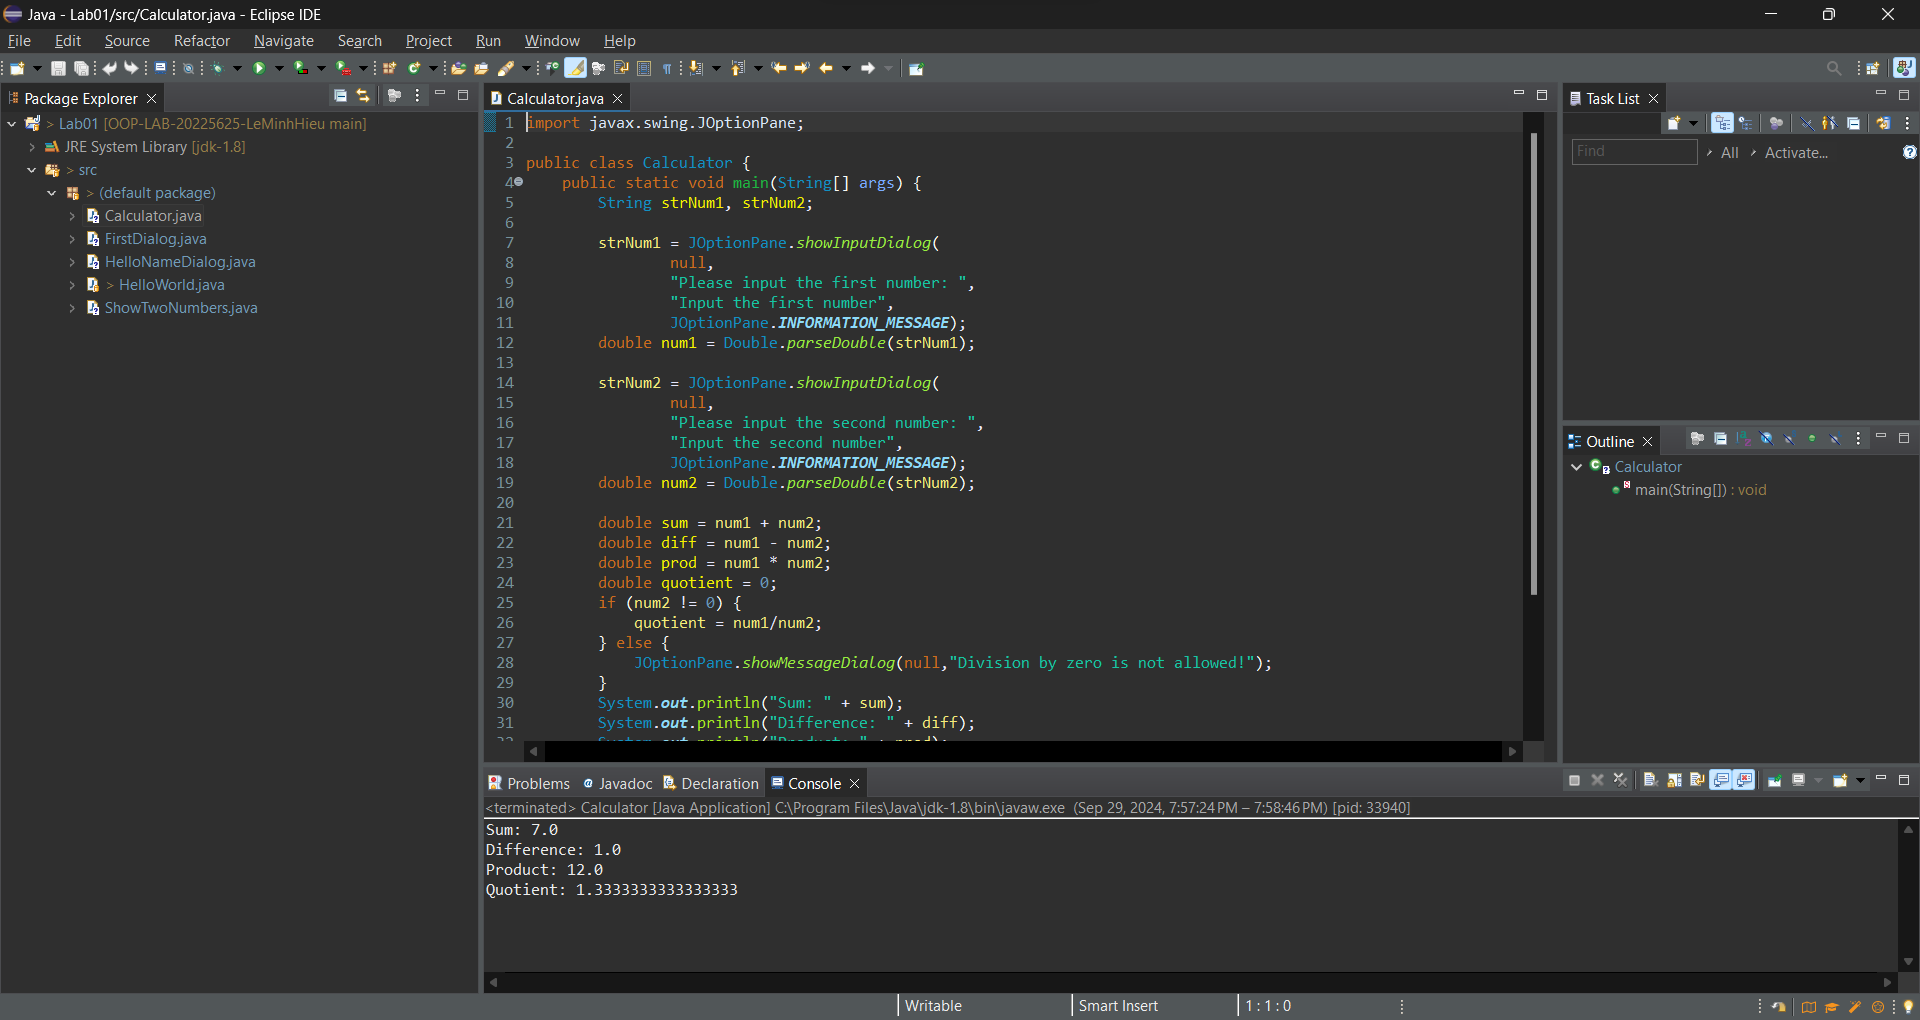 Java - Lab01/src/Calculator.java - Eclipse IDE
File Edit Source Refactor Navigate Search Project Run Window Help
Package Explorer
> Lab01 [OOP-LAB-20225625-LeMinhHieu main]
JRE System Library [jdk-1.8]
> src
> (default package)
Calculator.java
FirstDialog.java
HelloNameDialog.java
> HelloWorld.java
ShowTwoNumbers.java
Calculator.java
1 import javax.swing.JOptionPane;
2
3 public class Calculator {
4 public static void main(String[] args) {
5 String strNum1, strNum2;
6
7 strNum1 = JOptionPane.showInputDialog(
8 null,
9 "Please input the first number: ",
10 "Input the first number",
11 JOptionPane.INFORMATION_MESSAGE);
12 double num1 = Double.parseDouble(strNum1);
13
14 strNum2 = JOptionPane.showInputDialog(
15 null,
16 "Please input the second number: ",
17 "Input the second number",
18 JOptionPane.INFORMATION_MESSAGE);
19 double num2 = Double.parseDouble(strNum2);
20
21 double sum = num1 + num2;
22 double diff = num1 - num2;
23 double prod = num1 * num2;
24 double quotient = 0;
25 if (num2 != 0) {
26 quotient = num1/num2;
27 } else {
28 JOptionPane.showMessageDialog(null,"Division by zero is not allowed!");
29 }
30 System.out.println("Sum: " + sum);
31 System.out.println("Difference: " + diff);
Task List
Find All Activate...
Outline
Calculator
main(String[]) : void
Problems Javadoc Declaration Console
<terminated> Calculator [Java Application] C:\Program Files\Java\jdk-1.8\bin\javaw.exe (Sep 29, 2024, 7:57:24 PM – 7:58:46 PM) [pid: 33940]
Sum: 7.0
Difference: 1.0
Product: 12.0
Quotient: 1.3333333333333333
Writable Smart Insert 1 : 1 : 0